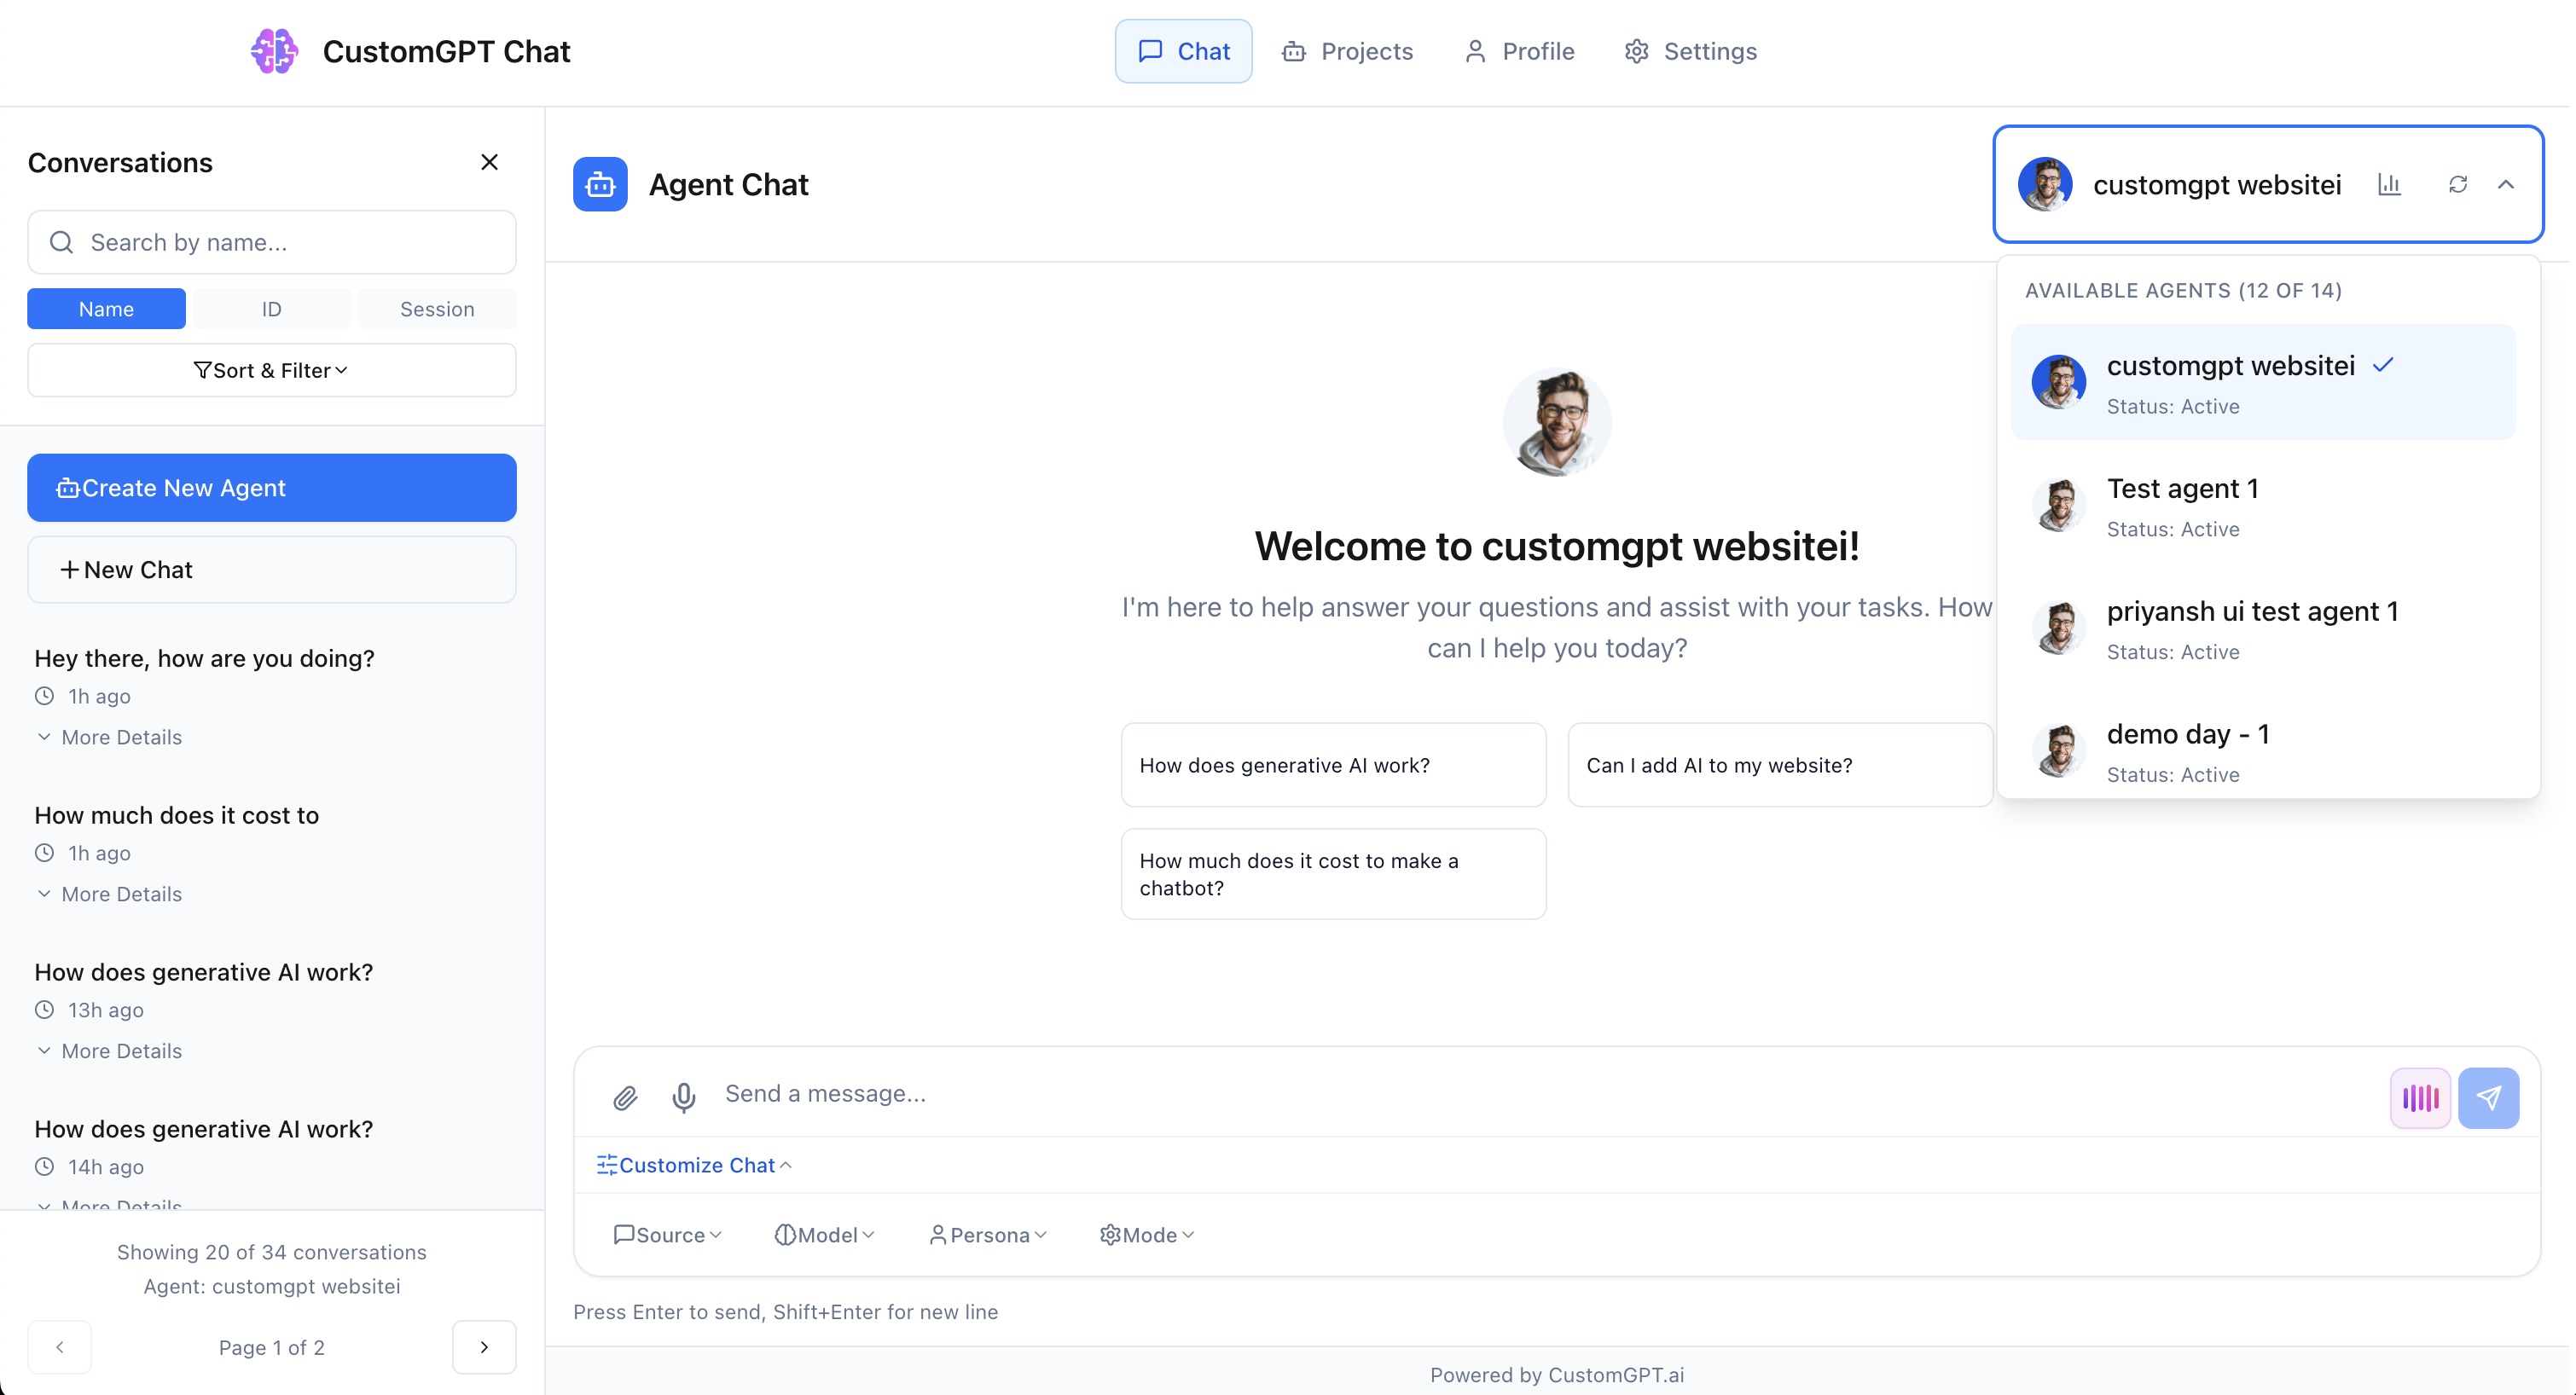 CustomGPT Chat
Chat
Projects
Profile
Settings
Conversations
Search by name...
Name
ID
Session
Sort & Filter
Create New Agent
New Chat
Hey there, how are you doing?
1h ago
More Details
How much does it cost to
1h ago
More Details
How does generative AI work?
13h ago
More Details
How does generative AI work?
14h ago
More Details
Showing 20 of 34 conversations
Agent: customgpt websitei
Page 1 of 2
Agent Chat
customgpt websitei
AVAILABLE AGENTS (12 OF 14)
customgpt websitei
Status: Active
Test agent 1
Status: Active
priyansh ui test agent 1
Status: Active
demo day - 1
Status: Active
Welcome to customgpt websitei!
I'm here to help answer your questions and assist with your tasks. How
can I help you today?
How does generative AI work?
Can I add AI to my website?
How much does it cost to make a
chatbot?
Send a message...
Customize Chat
Source
Model
Persona
Mode
Press Enter to send, Shift+Enter for new line
Powered by CustomGPT.ai